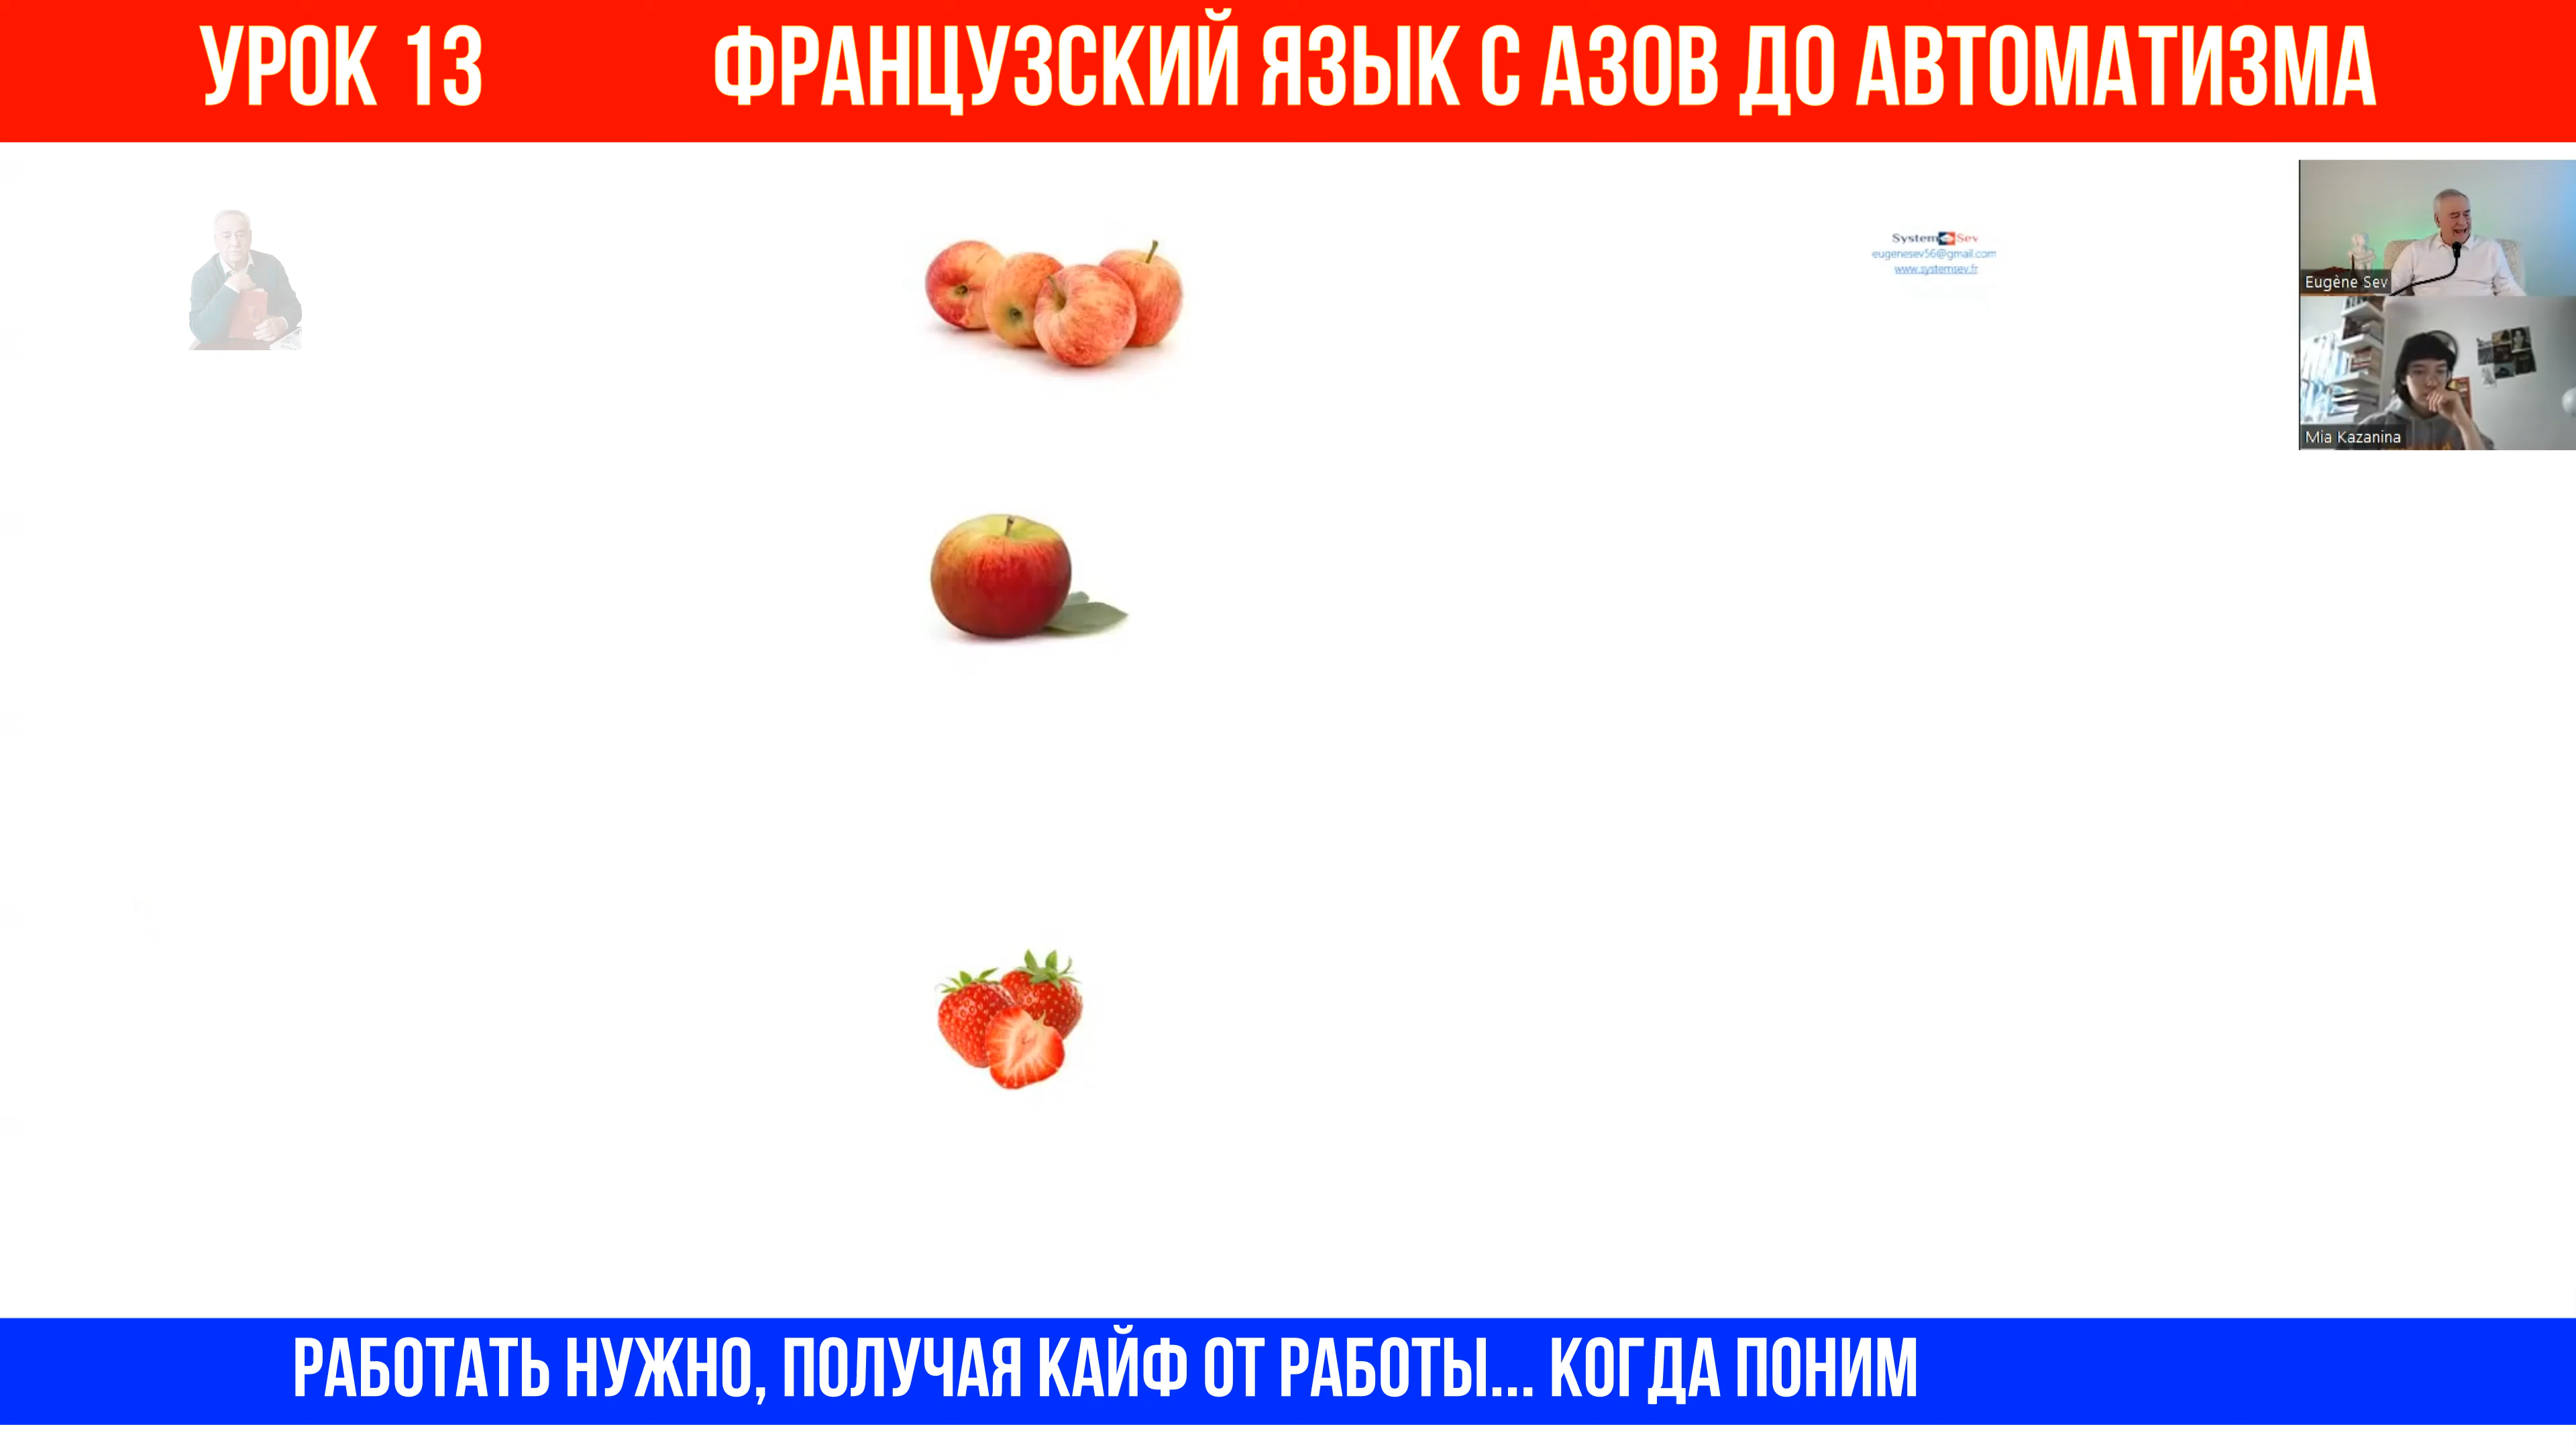 УРОК 13 ФРАНЦУЗСКИЙ ЯЗЫК С АЗОВ ДО АВТОМАТИЗМА
System Sev
eugenesev56@gmail.com
www.systemsev.fr
Eugène Sev
Mia Kazanina
РАБОТАТЬ НУЖНО, ПОЛУЧАЯ КАЙФ ОТ РАБОТЫ... КОГДА ПОНИМ